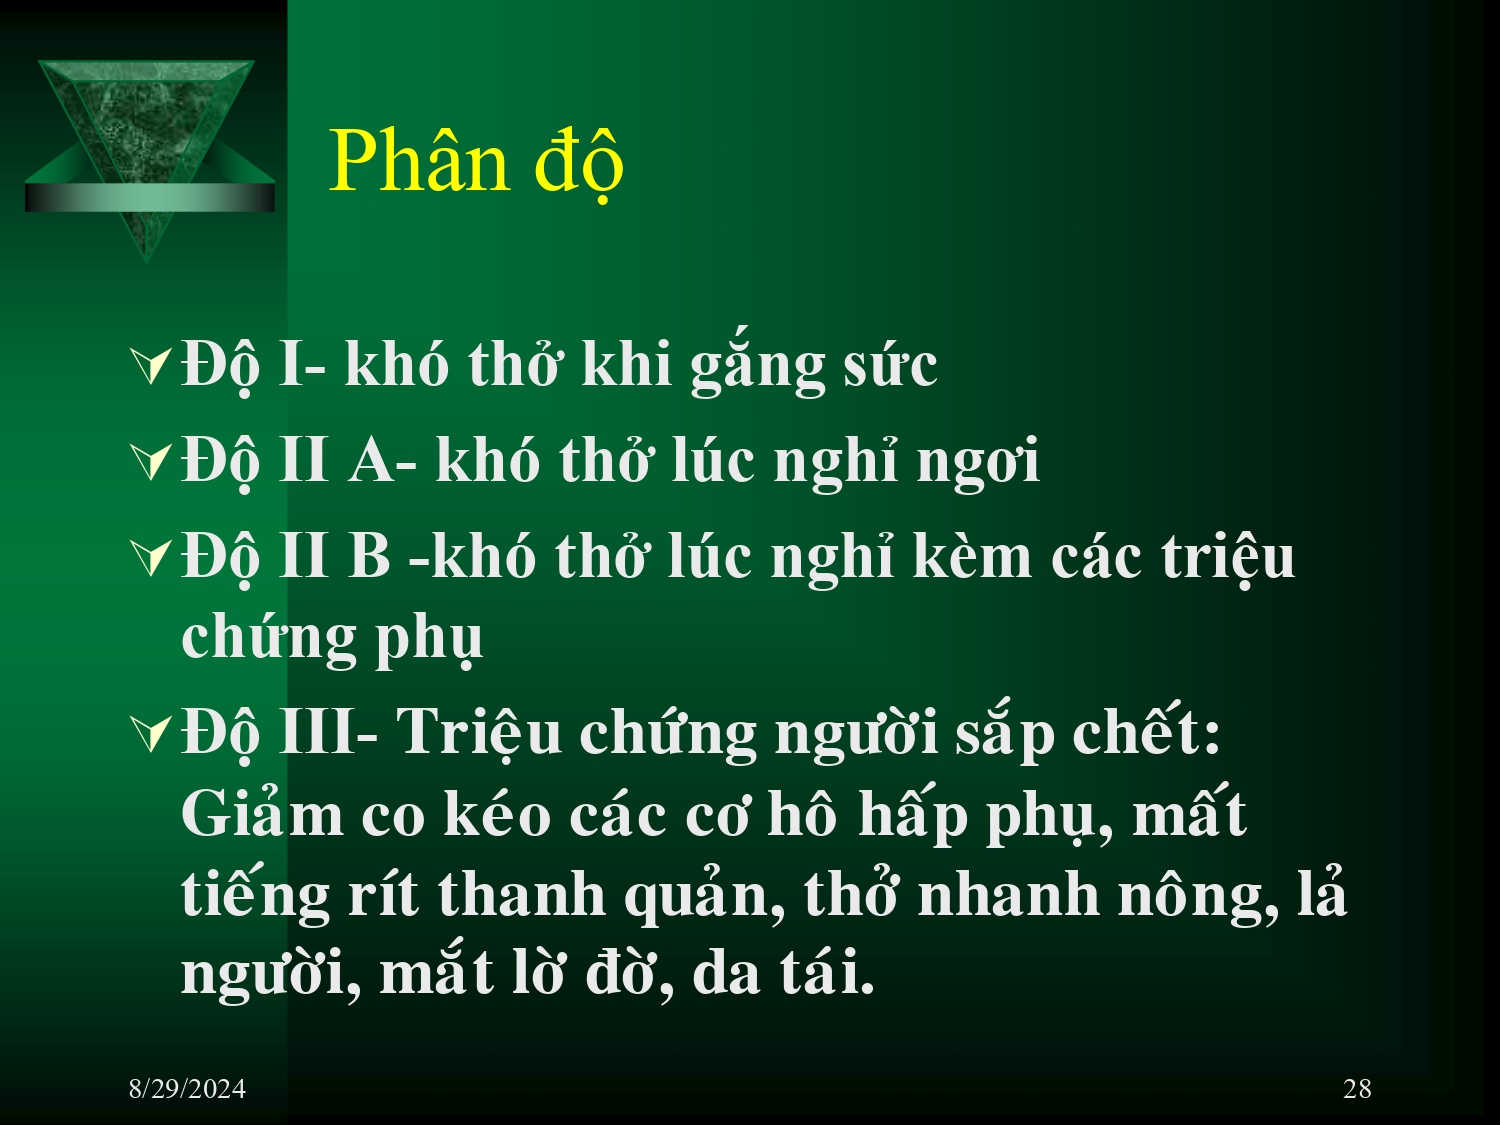 Phân độ
Độ I- khó thở khi gắng sức
Độ II A- khó thở lúc nghỉ ngơi
Độ II B -khó thở lúc nghỉ kèm các triệu
chứng phụ
Độ III- Triệu chứng người sắp chết:
Giảm co kéo các cơ hô hấp phụ, mất
tiếng rít thanh quản, thở nhanh nông, lả
người, mắt lờ đờ, da tái.
8/29/2024
28